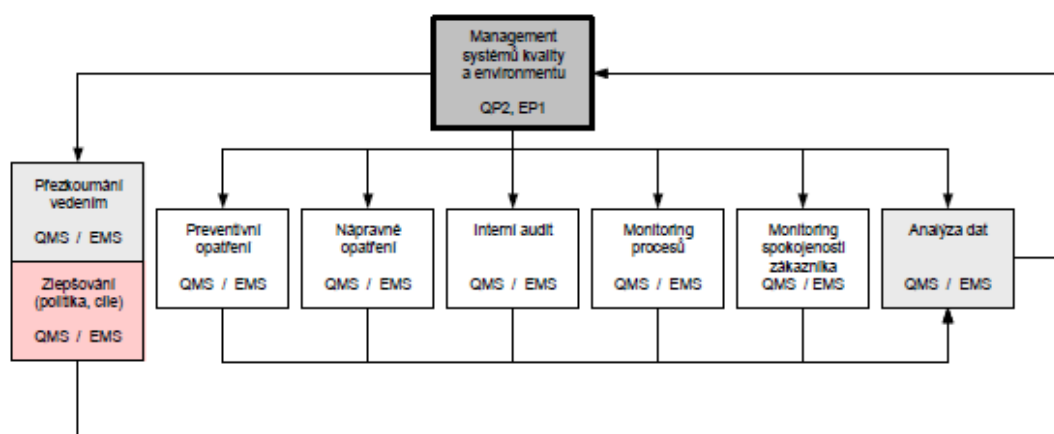 Management
systémů kvality
a environmentu
QP2, EP1
Přezkoumání
vedením
QMS / EMS
Zlepšování
(politika, cíle)
QMS / EMS
Preventivní
opatření
QMS / EMS
Nápravné
opatření
QMS / EMS
Interní audit
QMS / EMS
Monitoring
procesů
QMS / EMS
Monitoring
spokojenosti
zákazníka
QMS / EMS
Analýza dat
QMS / EMS